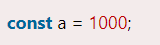 const a = 1000;